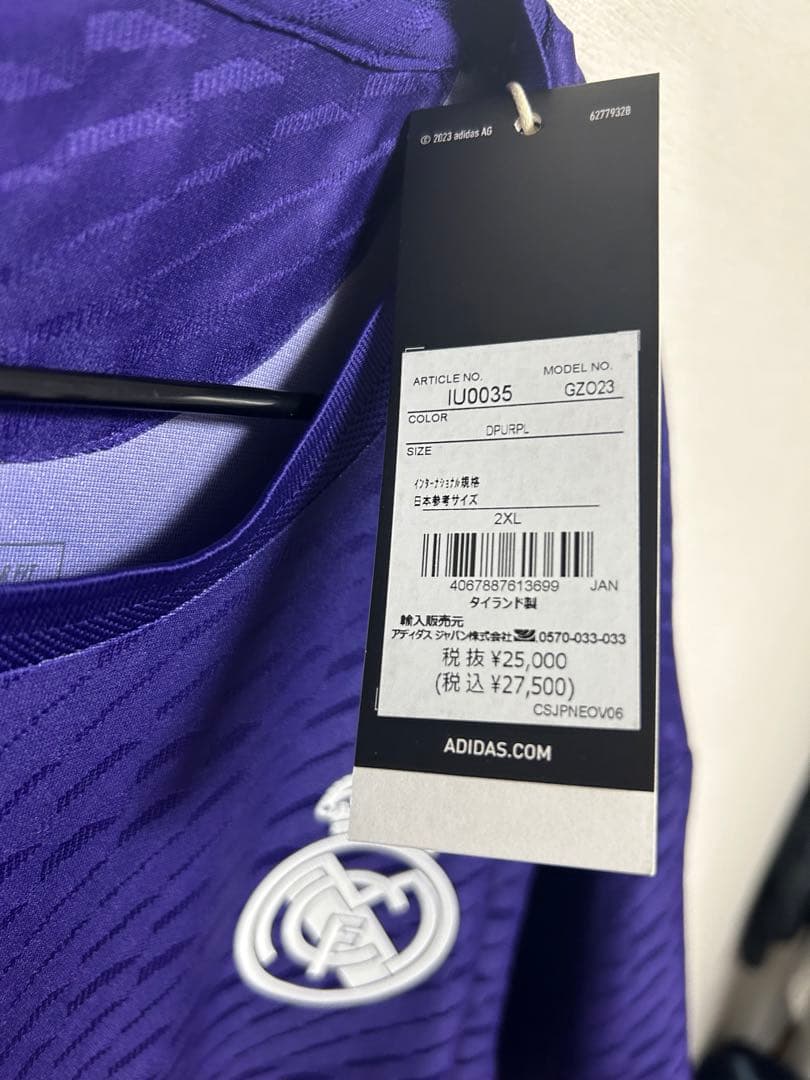 © 2023 adidas AG
62779328
ARTICLE NO.
MODEL NO.
IU0035
GZO23
COLOR
DPURPL
SIZE
インターナショナル規格
日本参考サイズ
2XL
4067887613699 JAN
タイランド製
輸入販売元
アディダス ジャパン株式会社 0570-033-033
税抜 ¥25,000
(税込 ¥27,500)
CSJPNEOV06
ADIDAS.COM